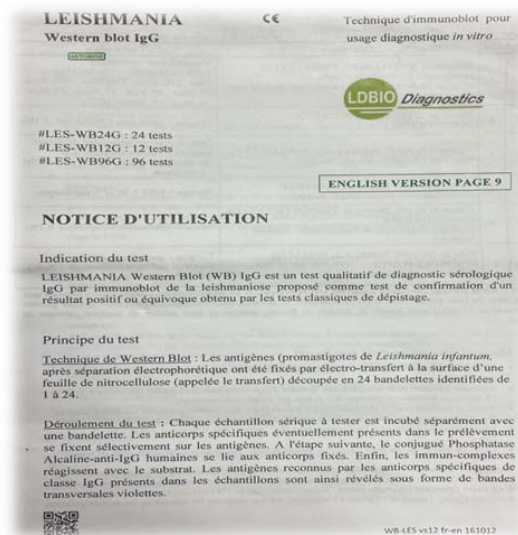 LEISHMANIA
Western blot IgG
CE
Technique d'immunoblot pour
usage diagnostique in vitro
LDBIO Diagnostics
#LES-WB24G : 24 tests
#LES-WB12G : 12 tests
#LES-WB96G : 96 tests
ENGLISH VERSION PAGE 9
NOTICE D'UTILISATION
Indication du test
LEISHMANIA Western Blot (WB) IgG est un test qualitatif de diagnostic sérologique
IgG par immunoblot de la leishmaniose proposé comme test de confirmation d'un
résultat positif ou équivoque obtenu par les tests classiques de dépistage.
Principe du test
Technique de Western Blot : Les antigènes (promastigotes de Leishmania infantum,
après séparation électrophorétique ont été fixés par électro-transfert à la surface d'une
feuille de nitrocellulose (appelée le transfert) découpée en 24 bandelettes identifiées de
1 à 24.
Déroulement du test : Chaque échantillon sérique à tester est incubé séparément avec
une bandelette. Les anticorps spécifiques éventuellement présents dans le prélèvement
se fixent sélectivement sur les antigènes. A l'étape suivante, le conjugué Phosphatase
Alcaline-anti-IgG humaines se lie aux anticorps fixés. Enfin, les immun-complexes
réagissent avec le substrat. Les antigènes reconnus par les anticorps spécifiques de
classe IgG présents dans les échantillons sont ainsi révélés sous forme de bandes
transversales violettes.
WB-LES vs12 fr-en 161012